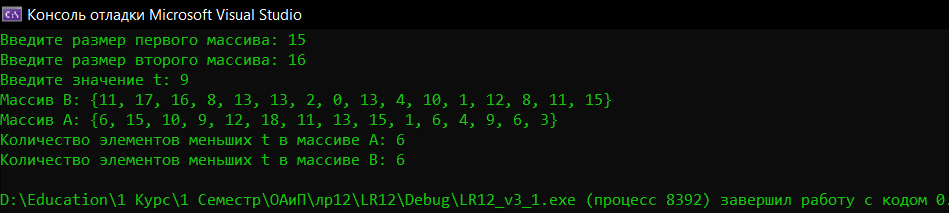 Консоль отладки Microsoft Visual Studio
Введите размер первого массива: 15
Введите размер второго массива: 16
Введите значение t: 9
Массив B: {11, 17, 16, 8, 13, 13, 2, 0, 13, 4, 10, 1, 12, 8, 11, 15}
Массив A: {6, 15, 10, 9, 12, 18, 11, 13, 15, 1, 6, 4, 9, 6, 3}
Количество элементов меньших t в массиве A: 6
Количество элементов меньших t в массиве B: 6
D:\Education\1 Курс\1 Семестр\ОАиП\лр12\LR12\Debug\LR12_v3_1.exe (процесс 8392) завершил работу с кодом 0